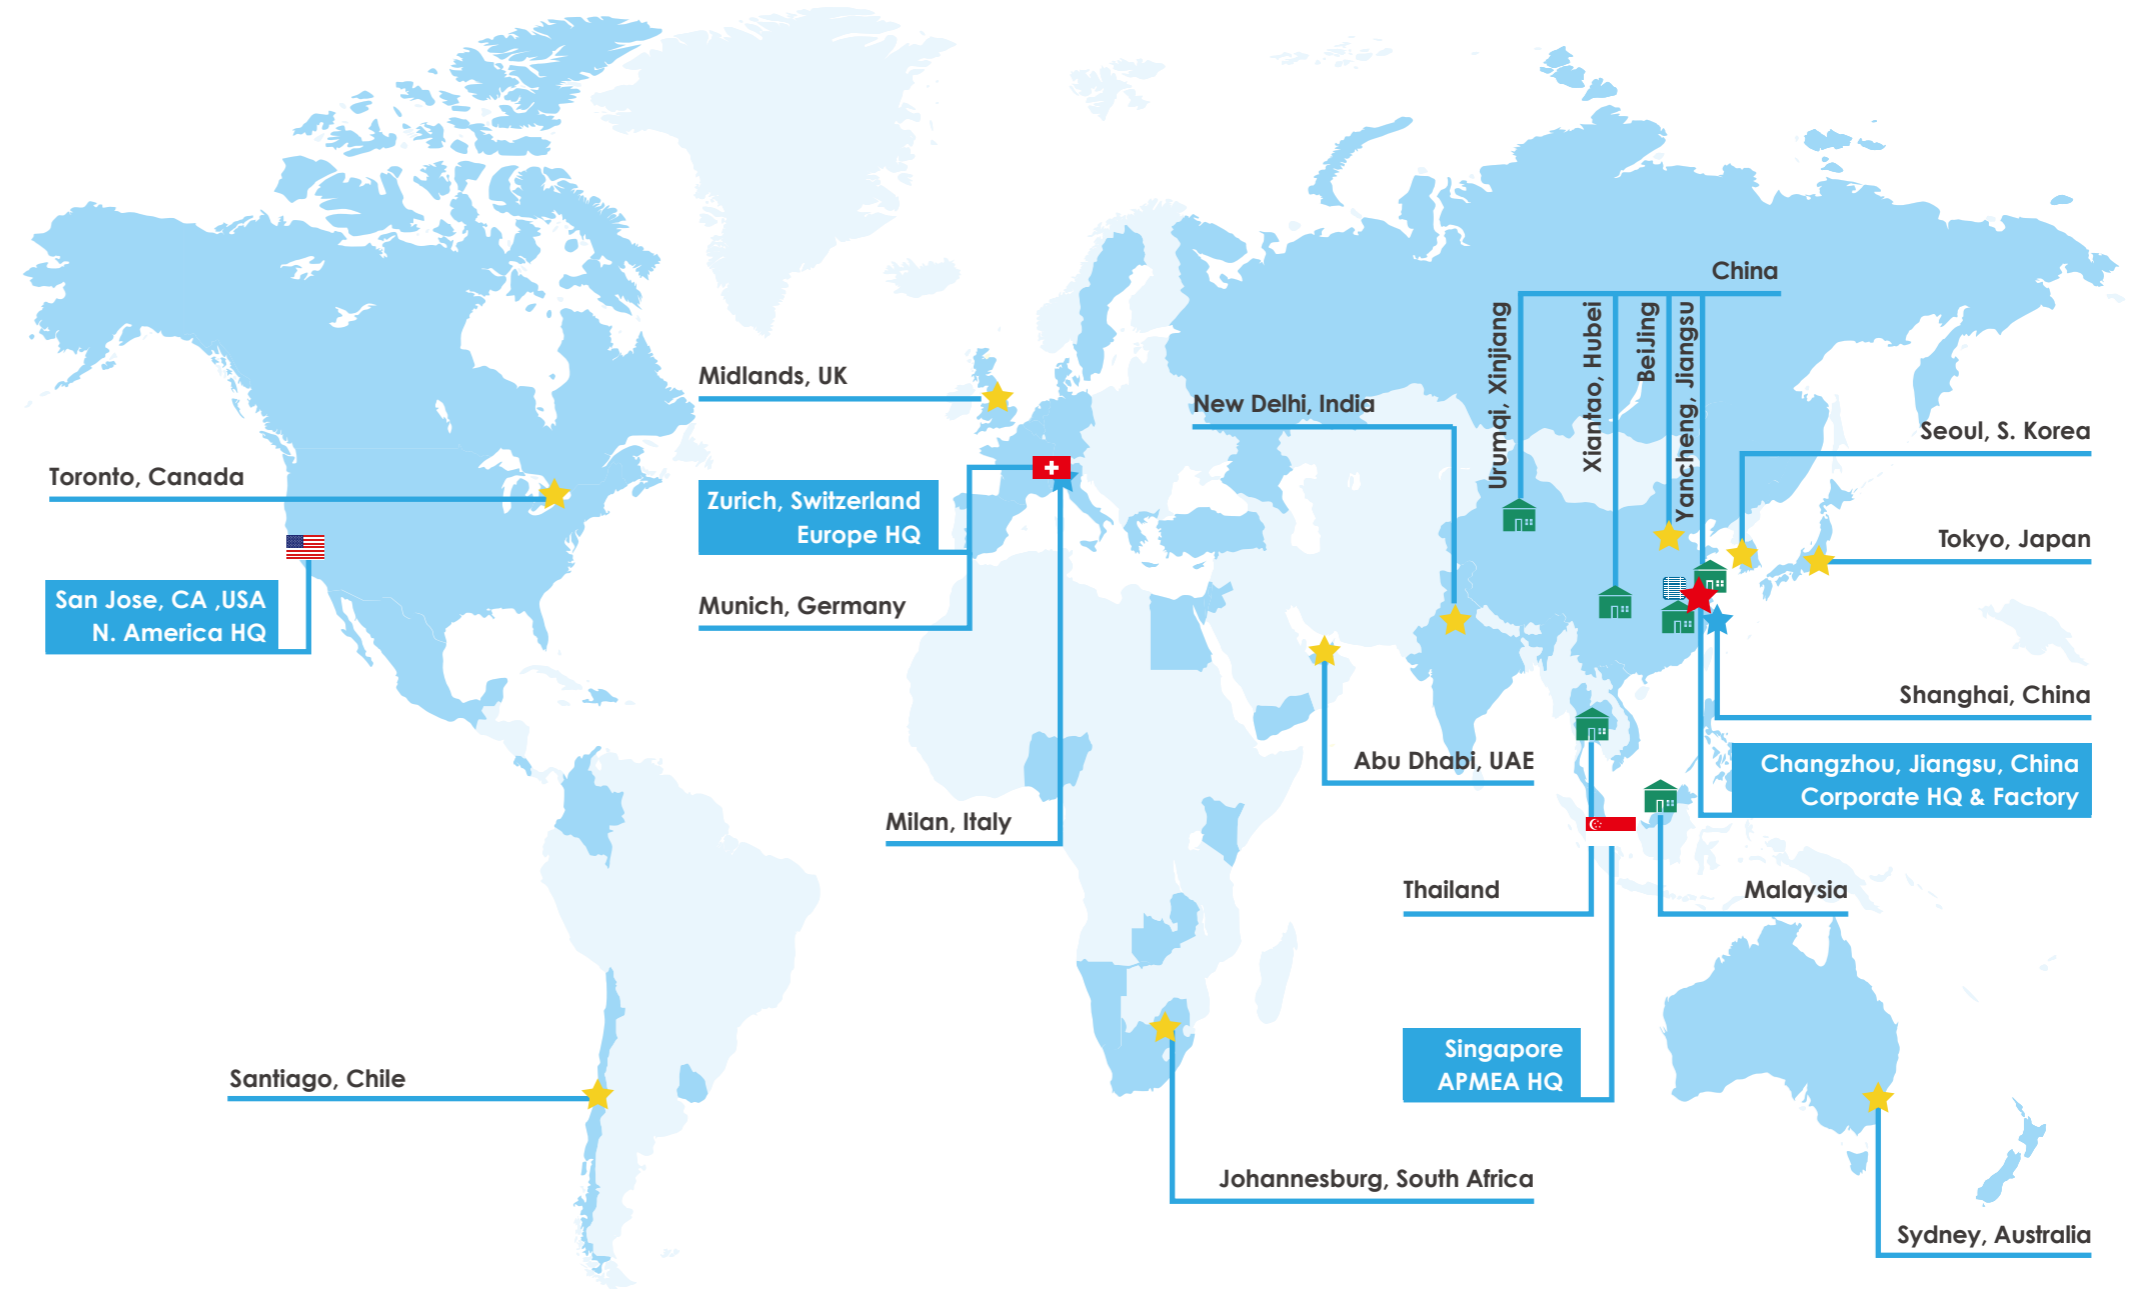 China
Urumqi, Xinjiang
Xiantao, Hubei
BeiJing
Yancheng, Jiangsu
Midlands, UK
New Delhi, India
Seoul, S. Korea
Toronto, Canada
Zurich, Switzerland
Europe HQ
Tokyo, Japan
San Jose, CA ,USA
N. America HQ
Munich, Germany
Shanghai, China
Abu Dhabi, UAE
Changzhou, Jiangsu, China
Corporate HQ & Factory
Milan, Italy
Thailand
Malaysia
Singapore
APMEA HQ
Santiago, Chile
Johannesburg, South Africa
Sydney, Australia